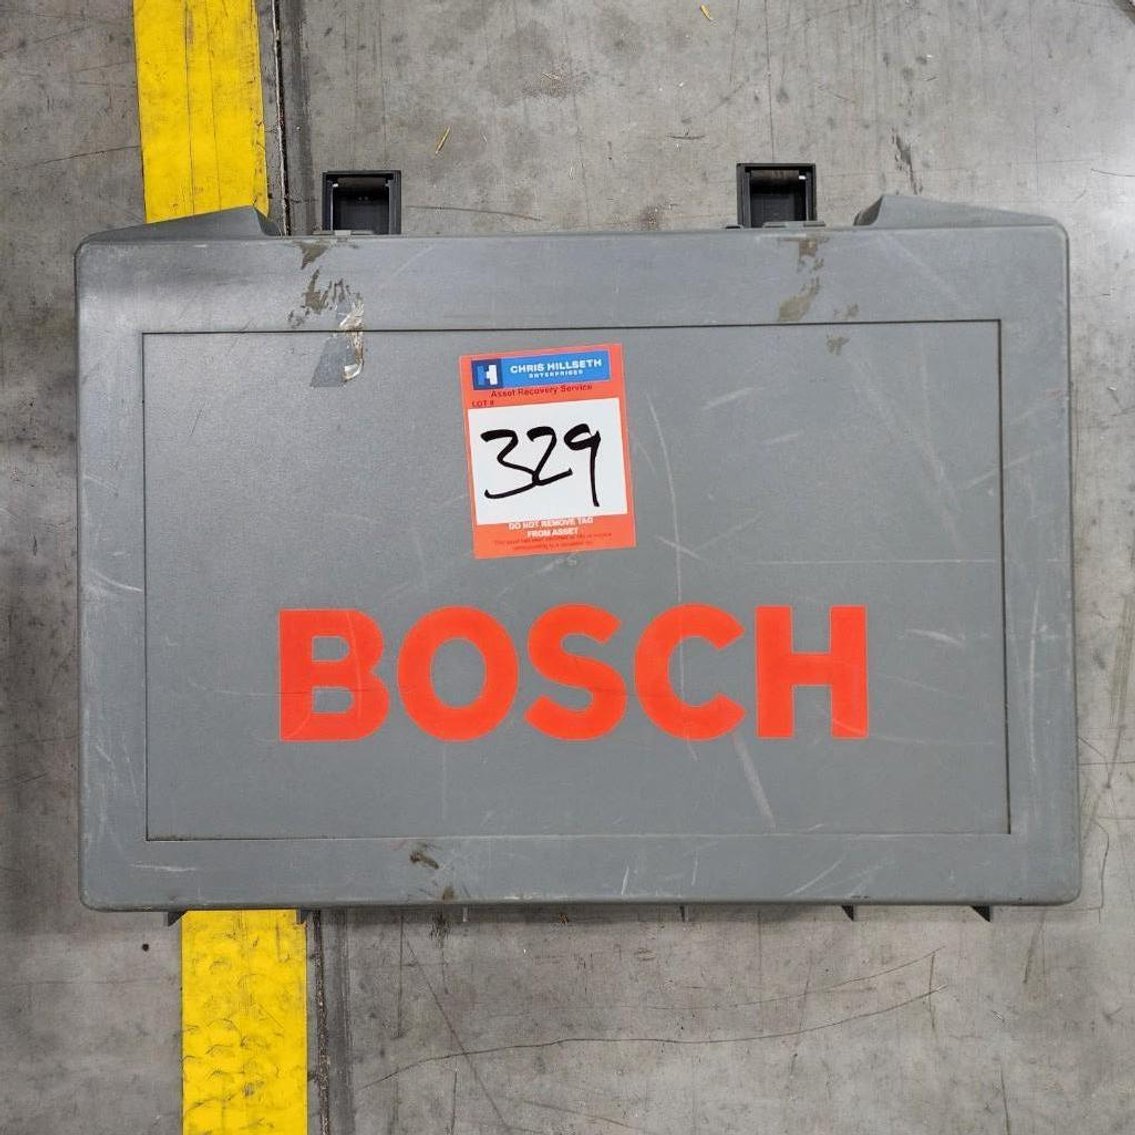 CHRIS HILLSETH
ENTERPRISES
Asset Recovery Service
LOT #
329
DO NOT REMOVE TAG
FROM ASSET
BOSCH